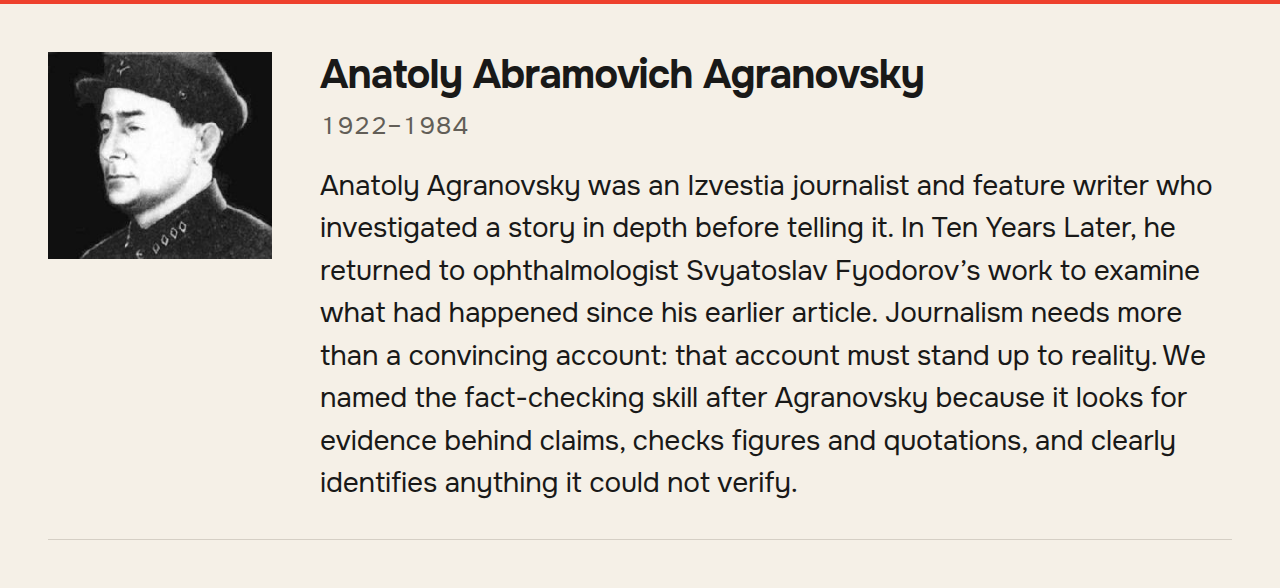 Anatoly Abramovich Agranovsky
1922–1984
Anatoly Agranovsky was an Izvestia journalist and feature writer who
investigated a story in depth before telling it. In Ten Years Later, he
returned to ophthalmologist Svyatoslav Fyodorov’s work to examine
what had happened since his earlier article. Journalism needs more
than a convincing account: that account must stand up to reality. We
named the fact-checking skill after Agranovsky because it looks for
evidence behind claims, checks figures and quotations, and clearly
identifies anything it could not verify.